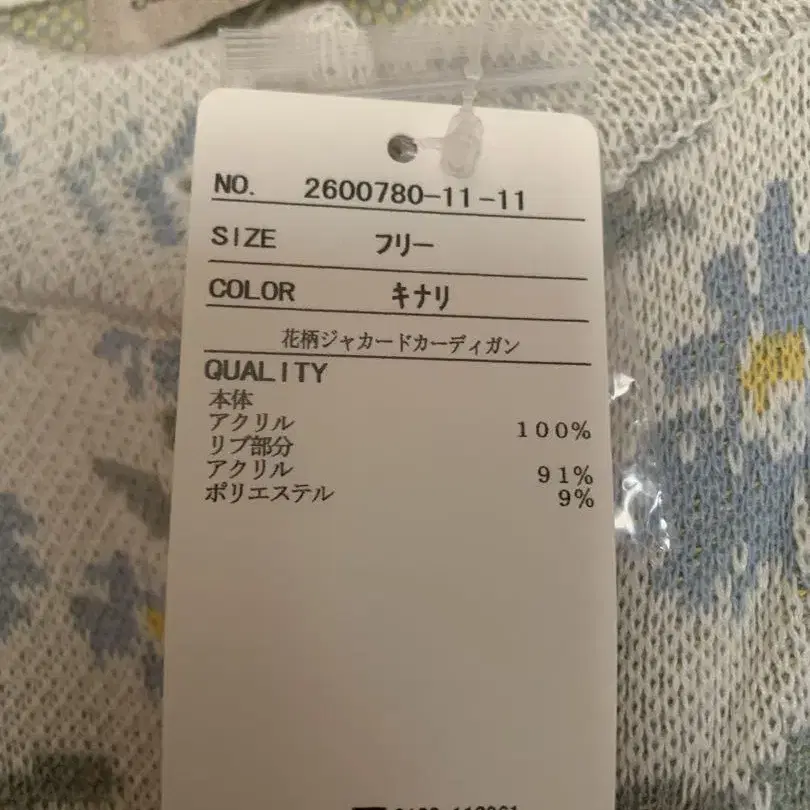 NO. 2600780-11-11
SIZE フリー
COLOR キナリ
花柄ジャカードカーディガン
QUALITY
本体
アクリル 100%
リブ部分
アクリル 91%
ポリエステル 9%